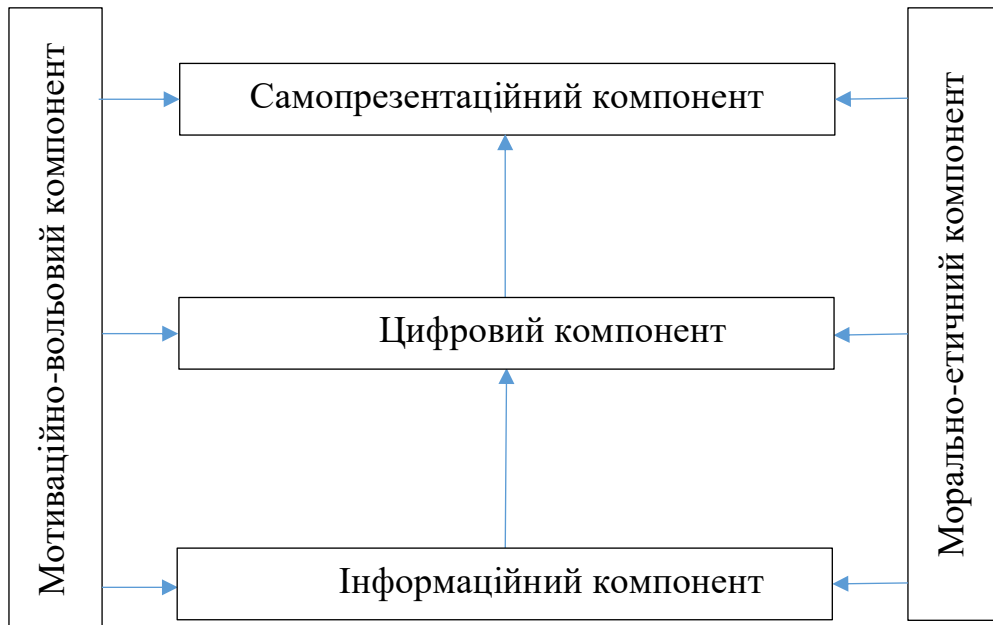 Мотиваційно-вольовий компонент
Самопрезентаційний компонент
Цифровий компонент
Інформаційний компонент
Морально-етичний компонент